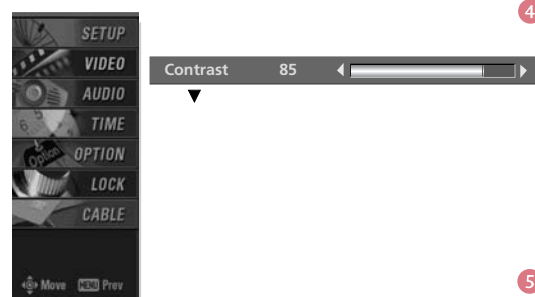 SETUP
VIDEO
AUDIO
TIME
OPTION
LOCK
CABLE
Move MENU Prev
Contrast 85
4
5